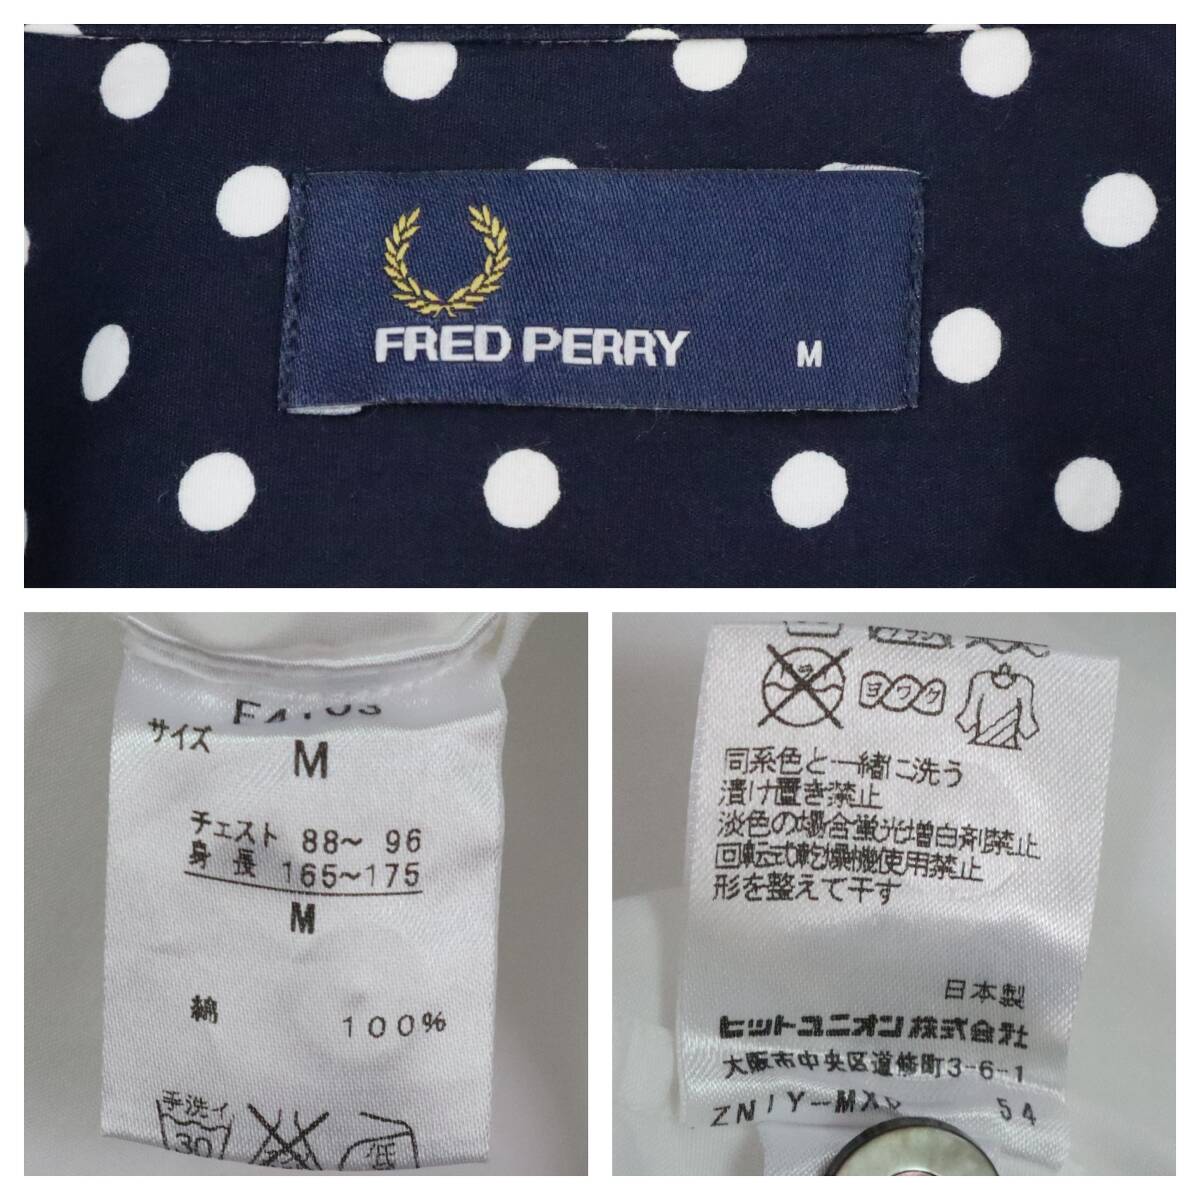 FRED PERRY
M
F4103
サイズ
M
チェスト 88～ 96
身長 165～175
M
綿 100%
手洗イ
30
低
ドライ
ヨワク
同系色と一緒に洗う
漬け置き禁止
淡色の場合蛍光増白剤禁止
回転式乾燥機使用禁止
形を整えて干す
日本製
ヒットユニオン株式会社
大阪市中央区道修町3-6-1
54